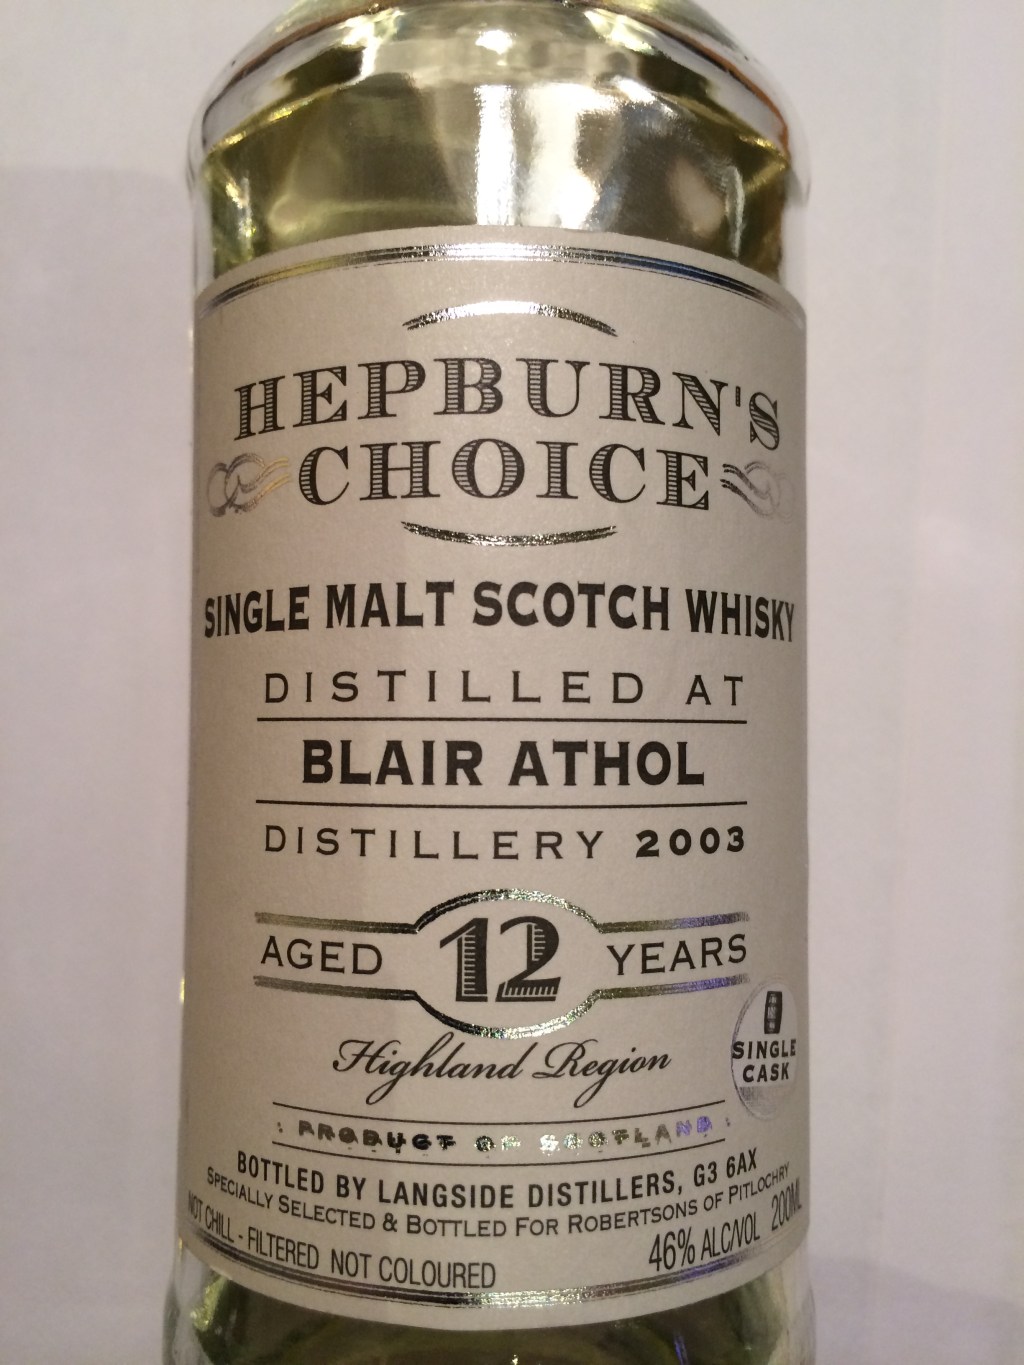 HEPBURN'S
CHOICE
SINGLE MALT SCOTCH WHISKY
DISTILLED AT
BLAIR ATHOL
DISTILLERY 2003
AGED 12 YEARS
Highland Region
SINGLE
CASK
PRODUCT OF SCOTLAND
BOTTLED BY LANGSIDE DISTILLERS, G3 6AX
SPECIALLY SELECTED & BOTTLED FOR ROBERTSONS OF PITLOCHRY
NOT CHILL - FILTERED NOT COLOURED 46% ALC/VOL 200ML